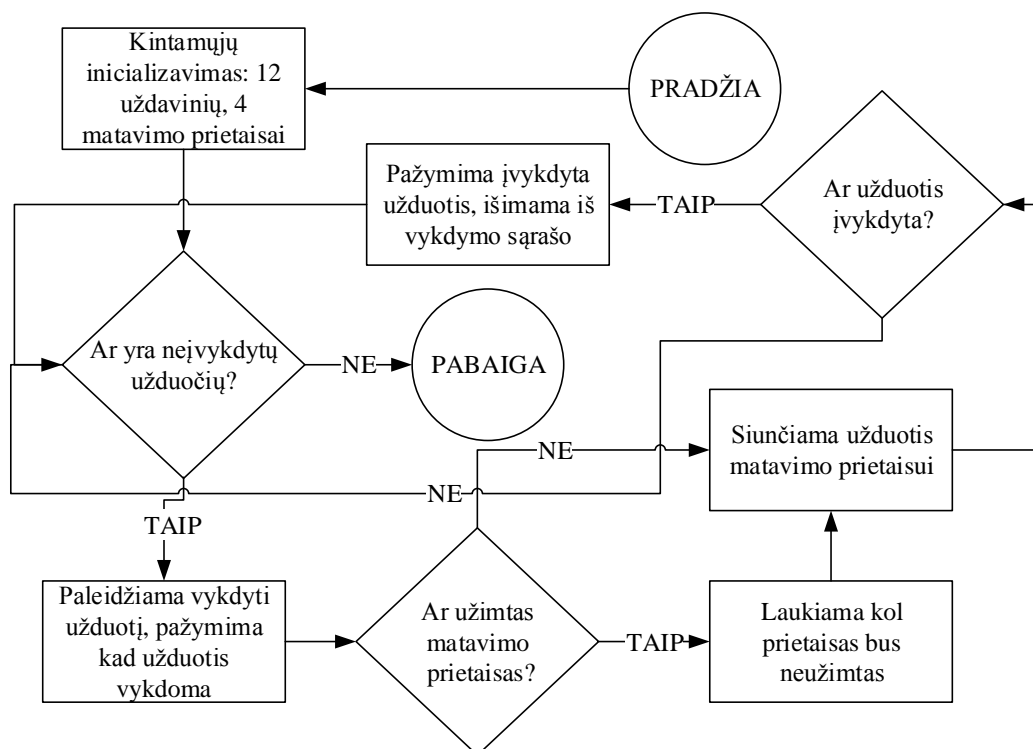 PRADŽIA
Kintamųjų
inicializavimas: 12
uždavinių, 4
matavimo prietaisai
Pažymima įvykdyta
užduotis, išimama iš
vykdymo sąrašo
TAIP
Ar užduotis
įvykdyta?
Ar yra neįvykdytų
užduočių?
NE
PABAIGA
NE
Siunčiama užduotis
matavimo prietaisui
NE
TAIP
Paleidžiama vykdyti
užduotį, pažymima
kad užduotis
vykdoma
Ar užimtas
matavimo
prietaisas?
TAIP
Laukiama kol
prietaisas bus
neužimtas